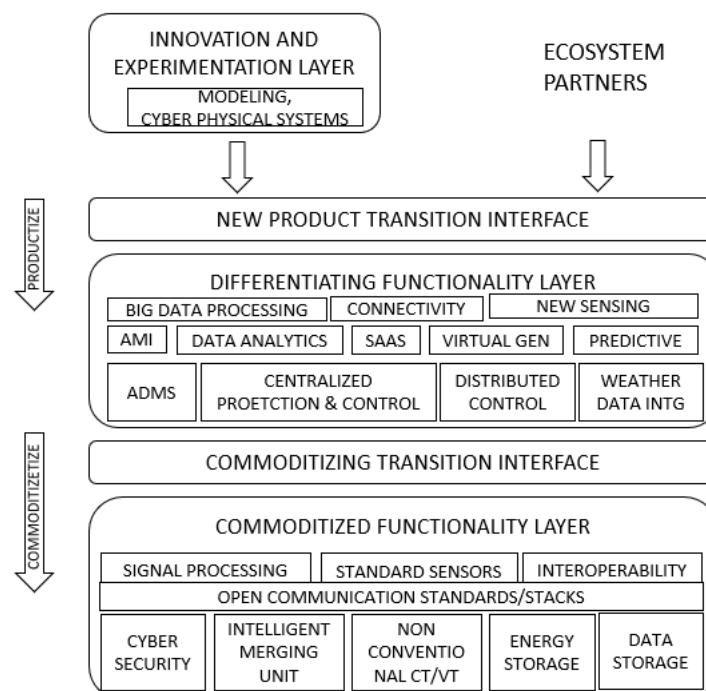 INNOVATION AND
EXPERIMENTATION LAYER
MODELING,
CYBER PHYSICAL SYSTEMS
ECOSYSTEM
PARTNERS
PRODUCTIZE
NEW PRODUCT TRANSITION INTERFACE
DIFFERENTIATING FUNCTIONALITY LAYER
BIG DATA PROCESSING
CONNECTIVITY
NEW SENSING
AMI
DATA ANALYTICS
SAAS
VIRTUAL GEN
PREDICTIVE
ADMS
CENTRALIZED
PROETCTION & CONTROL
DISTRIBUTED
CONTROL
WEATHER
DATA INTG
COMMODITIZETIZE
COMMODITIZING TRANSITION INTERFACE
COMMODITIZED FUNCTIONALITY LAYER
SIGNAL PROCESSING
STANDARD SENSORS
INTEROPERABILITY
OPEN COMMUNICATION STANDARDS/STACKS
CYBER
SECURITY
INTELLIGENT
MERGING
UNIT
NON
CONVENTIO
NAL CT/VT
ENERGY
STORAGE
DATA
STORAGE